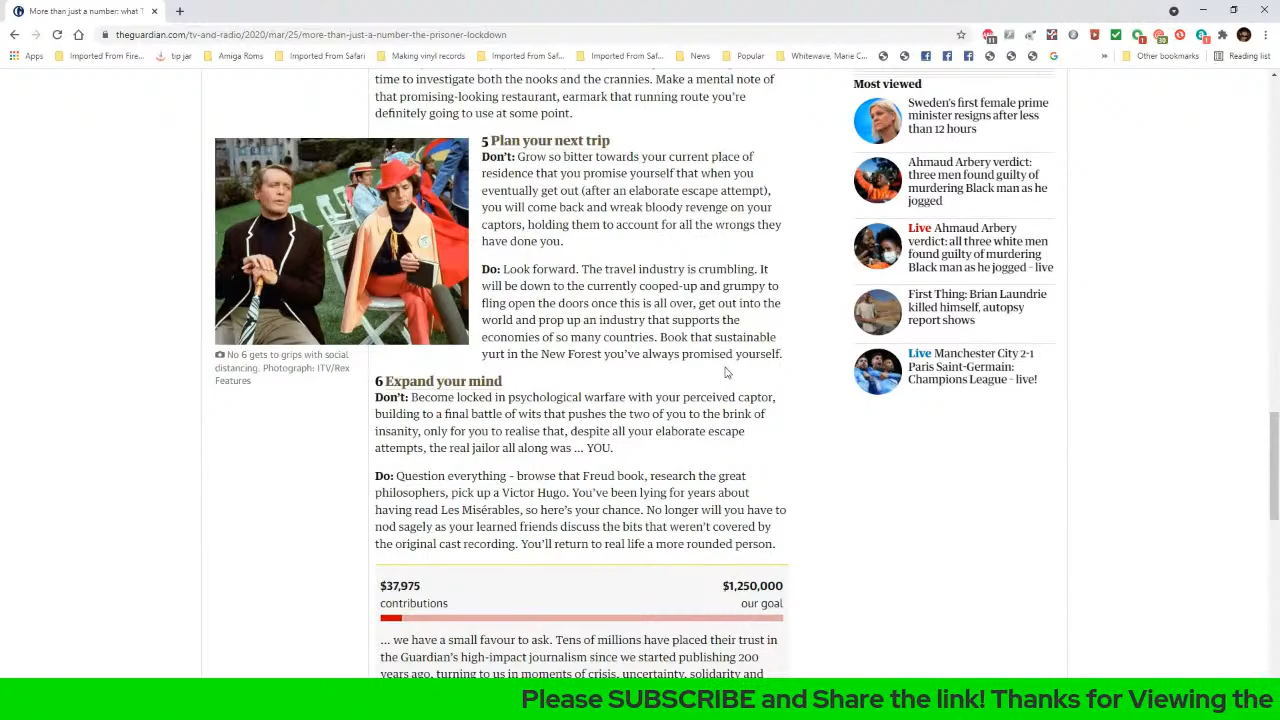 More than just a number: what T
theguardian.com/tv-and-radio/2020/mar/25/more-than-just-a-number-the-prisoner-lockdown
Apps
Imported From Fire...
tip jar
Amiga Roms
Imported From Safari
Making vinyl records
Imported From Saf...
News
Popular
Imported From Saf...
Whitewave, Marie C...
»
Other bookmarks
Reading list
time to investigate both the nooks and the crannies. Make a mental note of
that promising-looking restaurant, earmark that running route you're
definitely going to use at some point.
5 Plan your next trip
Don't: Grow so bitter towards your current place of
residence that you promise yourself that when you
eventually get out (after an elaborate escape attempt),
you will come back and wreak bloody revenge on your
captors, holding them to account for all the wrongs they
have done you.
Do: Look forward. The travel industry is crumbling. It
will be down to the currently cooped-up and grumpy to
fling open the doors once this is all over, get out into the
world and prop up an industry that supports the
economies of so many countries. Book that sustainable
yurt in the New Forest you've always promised yourself.
No 6 gets to grips with social
distancing. Photograph: ITV/Rex
Features
6 Expand your mind
Don't: Become locked in psychological warfare with your perceived captor,
building to a final battle of wits that pushes the two of you to the brink of
insanity, only for you to realise that, despite all your elaborate escape
attempts, the real jailor all along was ... YOU.
Do: Question everything – browse that Freud book, research the great
philosophers, pick up a Victor Hugo. You've been lying for years about
having read Les Misérables, so here's your chance. No longer will you have to
nod sagely as your learned friends discuss the bits that weren't covered by
the original cast recording. You'll return to real life a more rounded person.
$37,975
contributions
$1,250,000
our goal
... we have a small favour to ask. Tens of millions have placed their trust in
the Guardian's high-impact journalism since we started publishing 200
years ago, turning to us in moments of crisis, uncertainty, solidarity and
Most viewed
Sweden's first female prime
minister resigns after less
than 12 hours
Ahmaud Arbery verdict:
three men found guilty of
murdering Black man as he
jogged
Live Ahmaud Arbery
verdict: all three white men
found guilty of murdering
Black man as he jogged – live
First Thing: Brian Laundrie
killed himself, autopsy
report shows
Live Manchester City 2-1
Paris Saint-Germain:
Champions League – live!
Please SUBSCRIBE and Share the link! Thanks for Viewing the